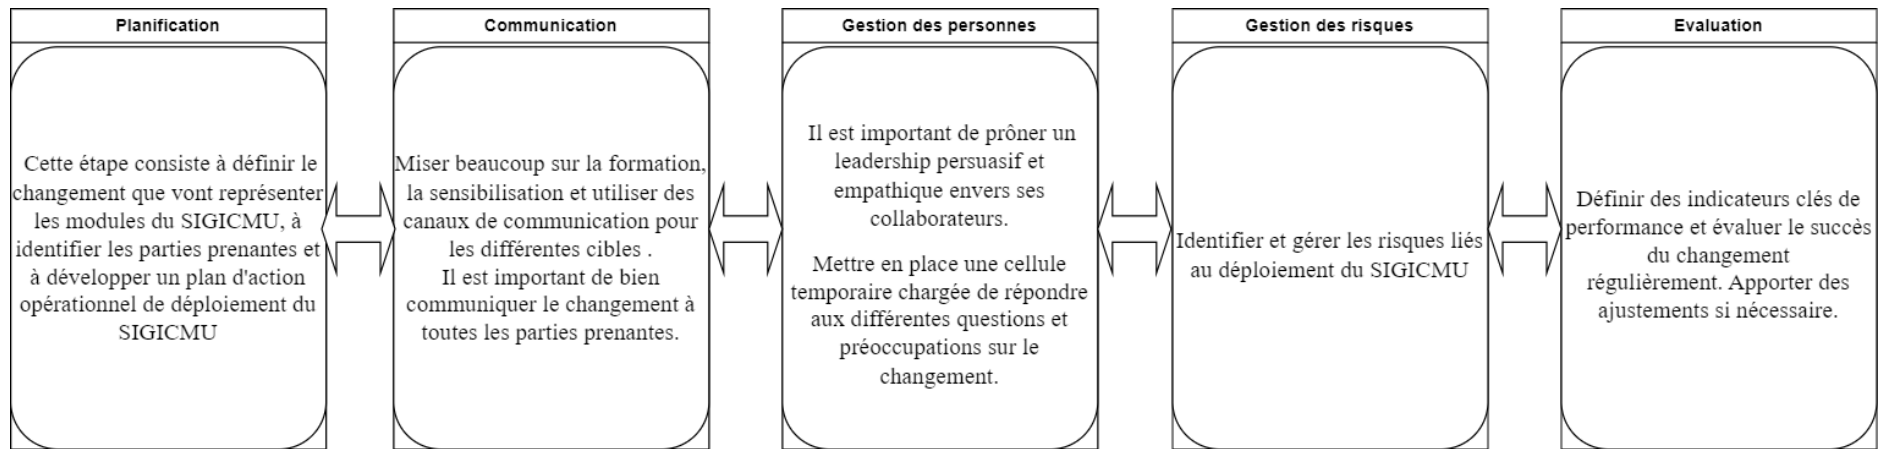 Planification
Cette étape consiste à définir le
changement que vont représenter
les modules du SIGICMU, à
identifier les parties prenantes et
à développer un plan d'action
opérationnel de déploiement du
SIGICMU
Communication
Miser beaucoup sur la formation,
la sensibilisation et utiliser des
canaux de communication pour
les différentes cibles .
Il est important de bien
communiquer le changement à
toutes les parties prenantes.
Gestion des personnes
Il est important de prôner un
leadership persuasif et
empathique envers ses
collaborateurs.
Mettre en place une cellule
temporaire chargée de répondre
aux différentes questions et
préoccupations sur le
changement.
Gestion des risques
Identifier et gérer les risques liés
au déploiement du SIGICMU
Evaluation
Définir des indicateurs clés de
performance et évaluer le succès
du changement
régulièrement. Apporter des
ajustements si nécessaire.